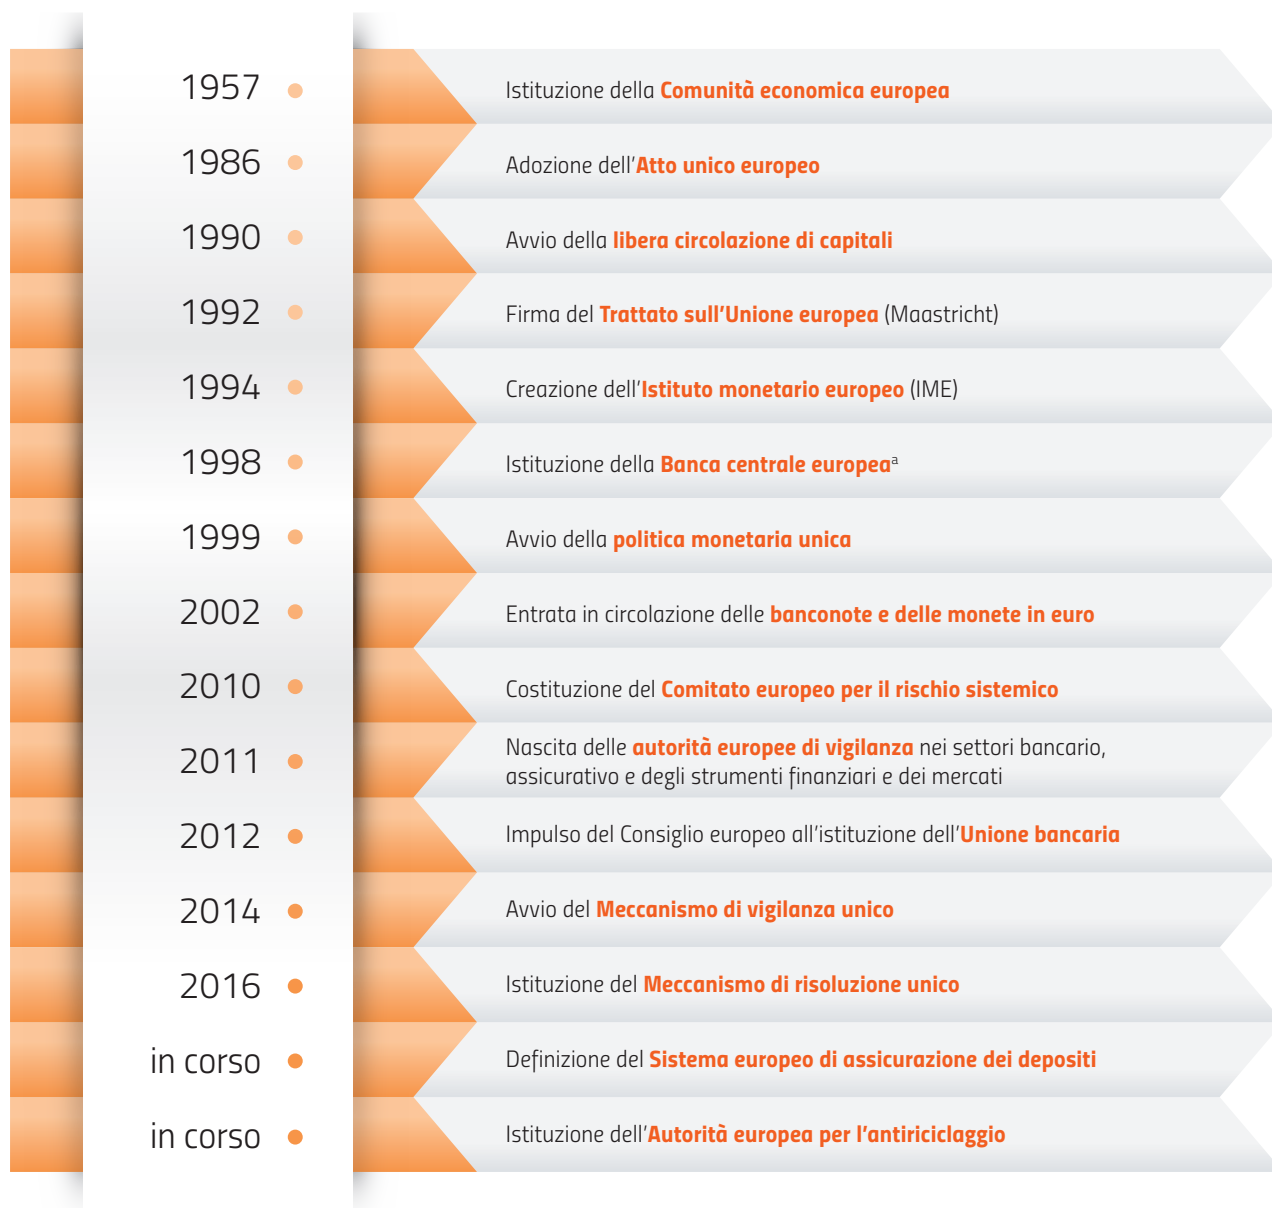 1957 Istituzione della Comunità economica europea
1986 Adozione dell'Atto unico europeo
1990 Avvio della libera circolazione di capitali
1992 Firma del Trattato sull'Unione europea (Maastricht)
1994 Creazione dell'Istituto monetario europeo (IME)
1998 Istituzione della Banca centrale europeaᵃ
1999 Avvio della politica monetaria unica
2002 Entrata in circolazione delle banconote e delle monete in euro
2010 Costituzione del Comitato europeo per il rischio sistemico
2011 Nascita delle autorità europee di vigilanza nei settori bancario,
assicurativo e degli strumenti finanziari e dei mercati
2012 Impulso del Consiglio europeo all'istituzione dell'Unione bancaria
2014 Avvio del Meccanismo di vigilanza unico
2016 Istituzione del Meccanismo di risoluzione unico
in corso Definizione del Sistema europeo di assicurazione dei depositi
in corso Istituzione dell'Autorità europea per l'antiriciclaggio